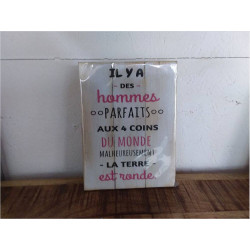 IL Y A
- DES -
hommes
PARFAITS
AUX 4 COINS
DU MONDE
MALHEUREUSEMENT
- LA TERRE -
est ronde